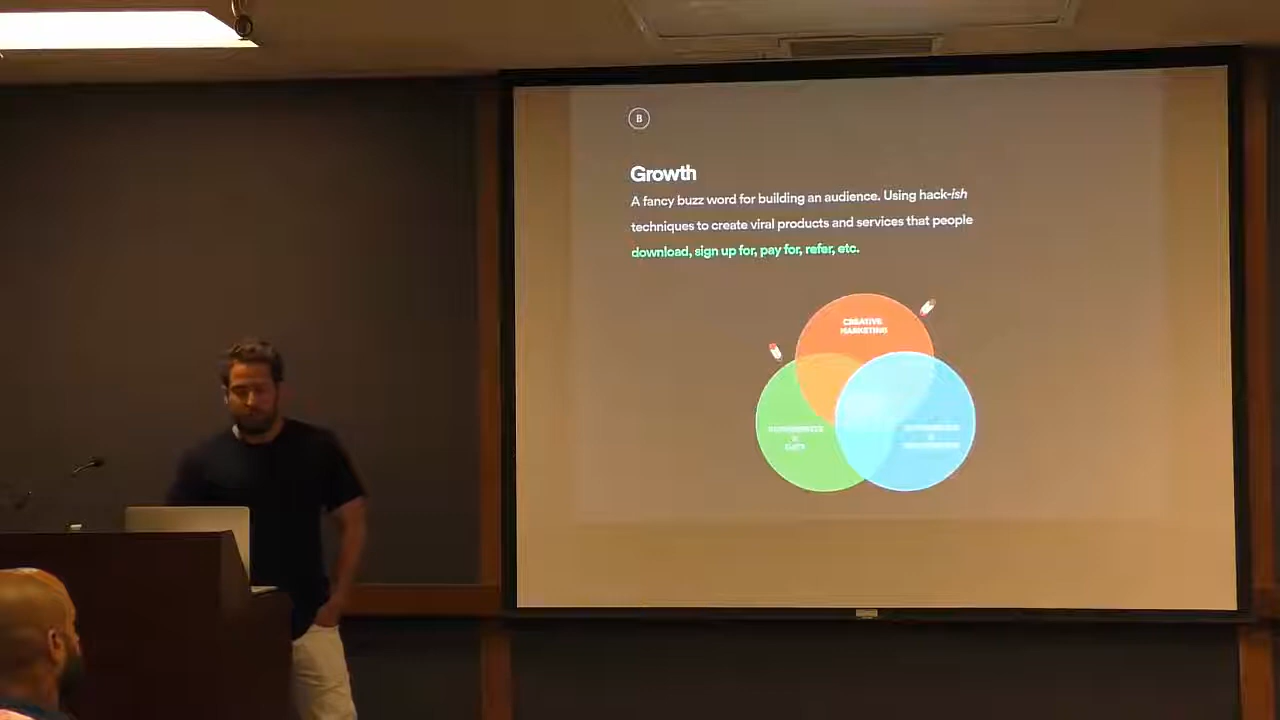 B
Growth
A fancy buzz word for building an audience. Using hack-ish
techniques to create viral products and services that people
download, sign up for, pay for, refer, etc.
CREATIVE
MARKETING
&
&